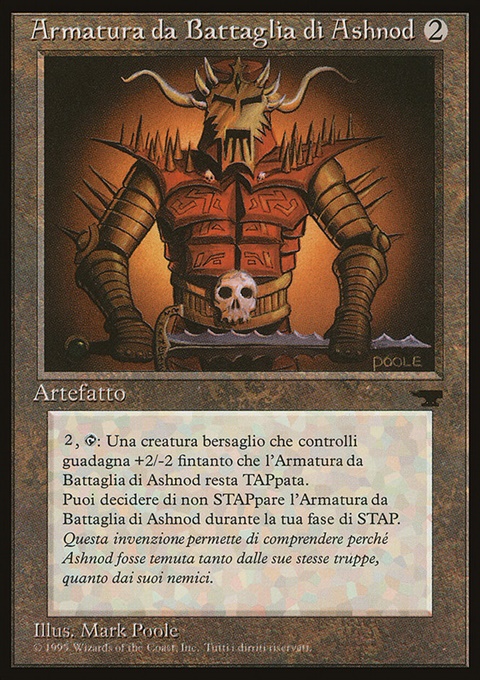 Armatura da Battaglia di Ashnod 2
POOLE
Artefatto
2, : Una creatura bersaglio che controlli
guadagna +2/-2 fintanto che l'Armatura da
Battaglia di Ashnod resta TAPpata.
Puoi decidere di non STAPpare l'Armatura da
Battaglia di Ashnod durante la tua fase di STAP.
Questa invenzione permette di comprendere perché
Ashnod fosse temuta tanto dalle sue stesse truppe,
quanto dai suoi nemici.
Illus. Mark Poole
© 1995 Wizards of the Coast, Inc. Tutti i diritti riservati.